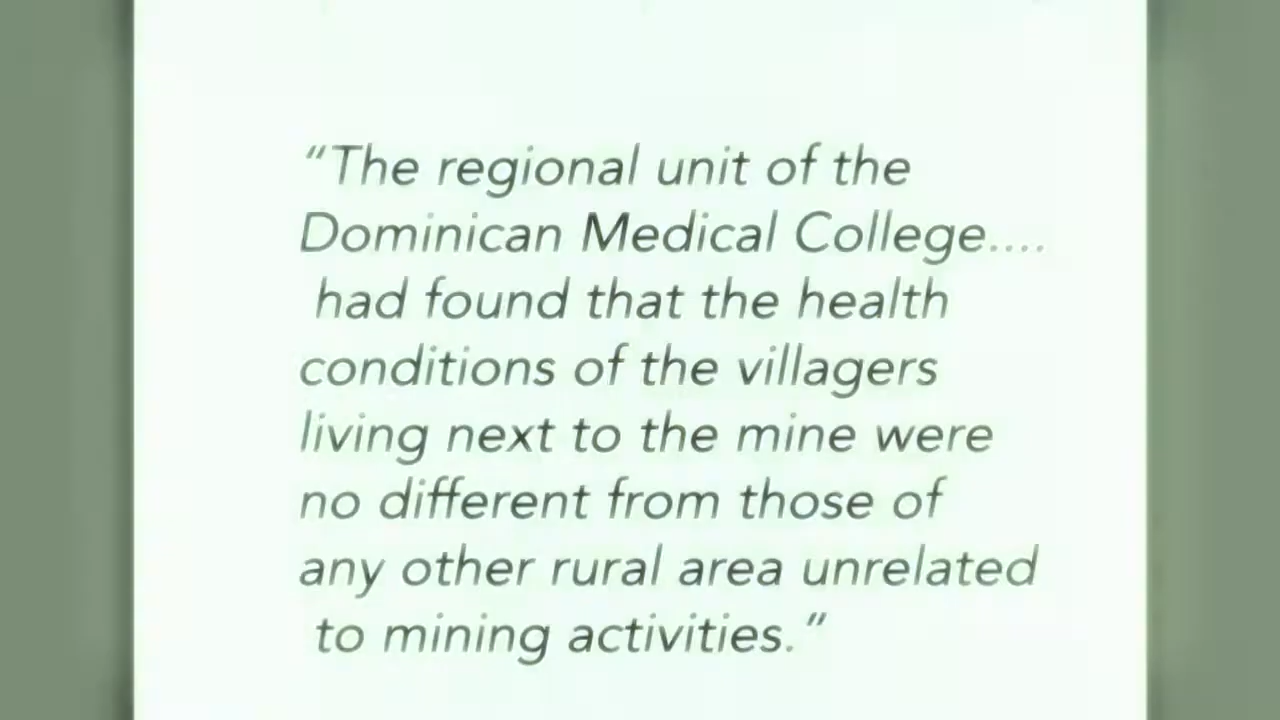 “The regional unit of the
Dominican Medical College....
had found that the health
conditions of the villagers
living next to the mine were
no different from those of
any other rural area unrelated
to mining activities.”